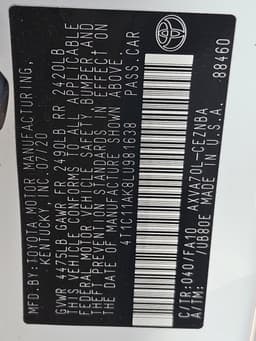 MFD.BY:TOYOTA MOTOR MANUFACTURING,
KENTUCKY, INC. 07/20
GVWR 4475LB GAWR FR 2490LB RR 2420LB
THIS VEHICLE CONFORMS TO ALL APPLICABLE
FEDERAL MOTOR VEHICLE SAFETY, BUMPER, AND
THEFT PREVENTION STANDARDS IN EFFECT ON
THE DATE OF MANUFACTURE SHOWN ABOVE.
4T1C11AK8LU981638 PASS.CAR
C/TR:040/FA10 AXVA70L-CEZNBA
A/TM: /UB80E MADE IN U.S.A. 88460